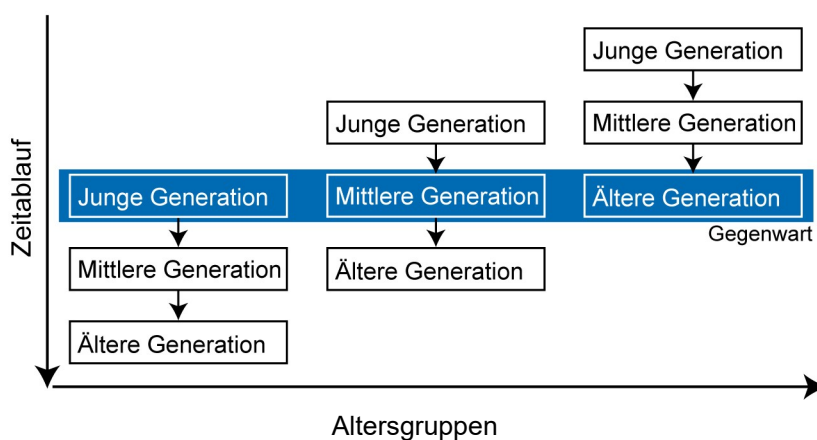 Junge Generation
Junge Generation
Mittlere Generation
Junge Generation
Mittlere Generation
Ältere Generation
Gegenwart
Mittlere Generation
Ältere Generation
Ältere Generation
Zeitablauf
Altersgruppen